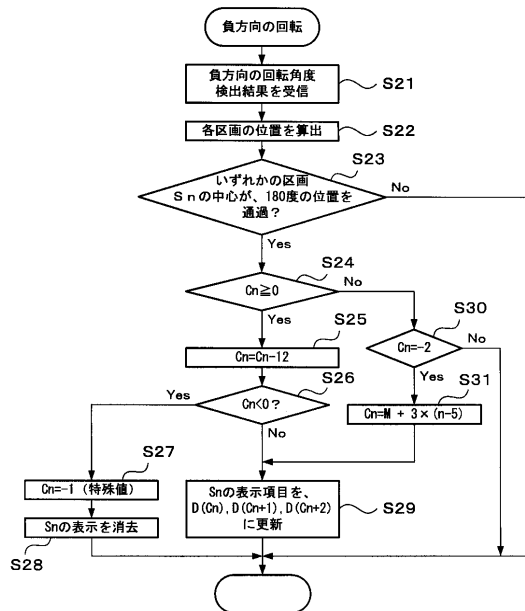 負方向の回転
負方向の回転角度
検出結果を受信
S21
各区画の位置を算出
S22
S23
いずれかの区画
Ｓｎの中心が、180度の位置を
通過？
No
Yes
S24
Cn≧0
No
Yes
S25
Cn=Cn-12
S30
Cn=-2
No
Yes
S26
Cn<0？
Yes
No
S31
Cn=M + 3×(n-5)
S27
Cn=-1 (特殊値)
Snの表示を消去
S28
Snの表示項目を、
D(Cn),D(Cn+1),D(Cn+2)
に更新
S29